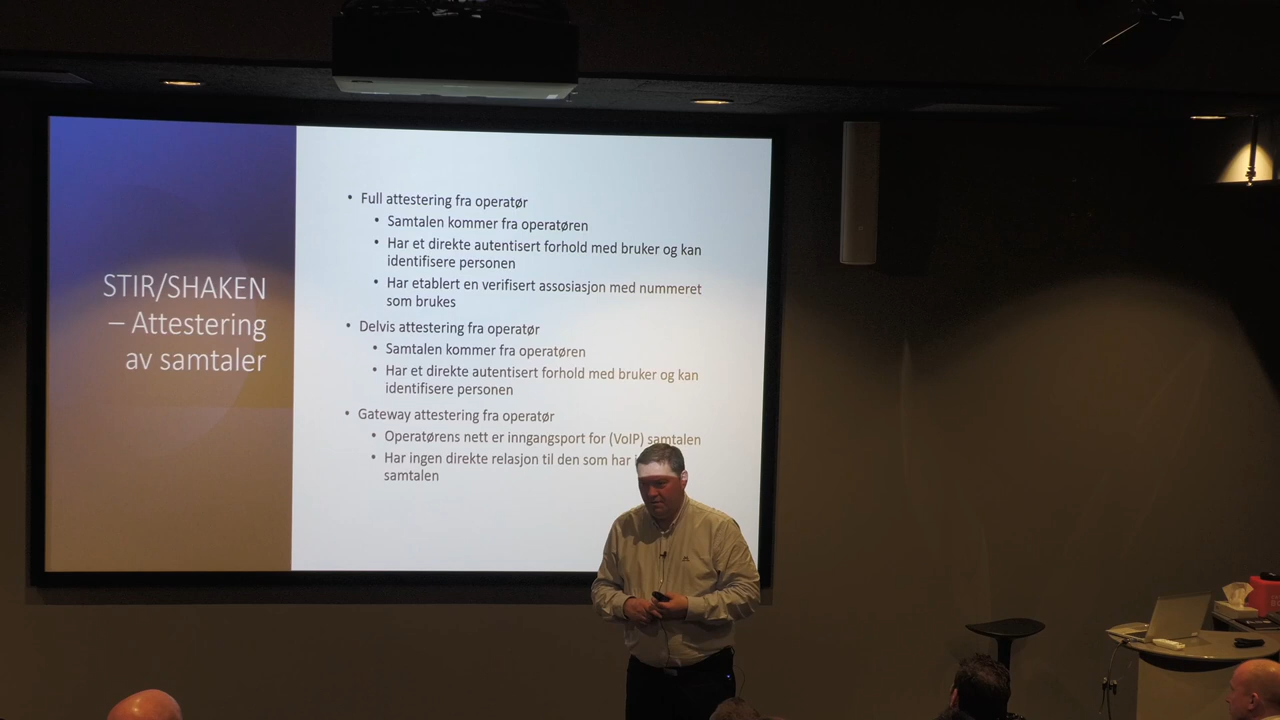 STIR/SHAKEN
– Attestering
av samtaler
• Full attestering fra operatør
• Samtalen kommer fra operatøren
• Har et direkte autentisert forhold med bruker og kan
identifisere personen
• Har etablert en verifisert assosiasjon med nummeret
som brukes
• Delvis attestering fra operatør
• Samtalen kommer fra operatøren
• Har et direkte autentisert forhold med bruker og kan
identifisere personen
• Gateway attestering fra operatør
• Operatørens nett er inngangsport for (VoIP) samtalen
• Har ingen direkte relasjon til den som har
samtalen